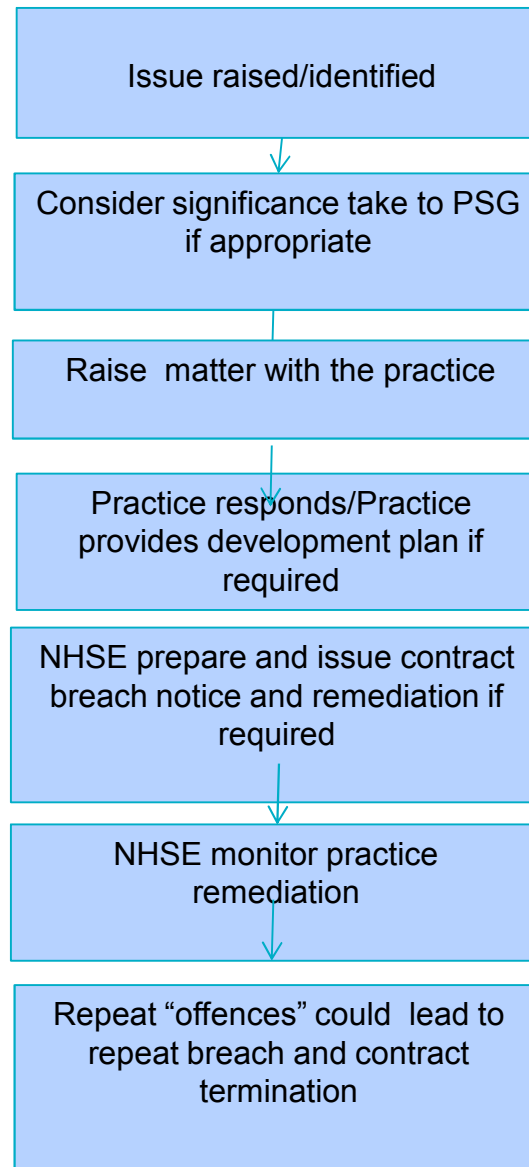 Issue raised/identified
Consider significance take to PSG
if appropriate
Raise  matter with the practice
Practice responds/Practice
provides development plan if
required
NHSE prepare and issue contract
breach notice and remediation if
required
NHSE monitor practice
remediation
Repeat “offences” could  lead to
repeat breach and contract
termination